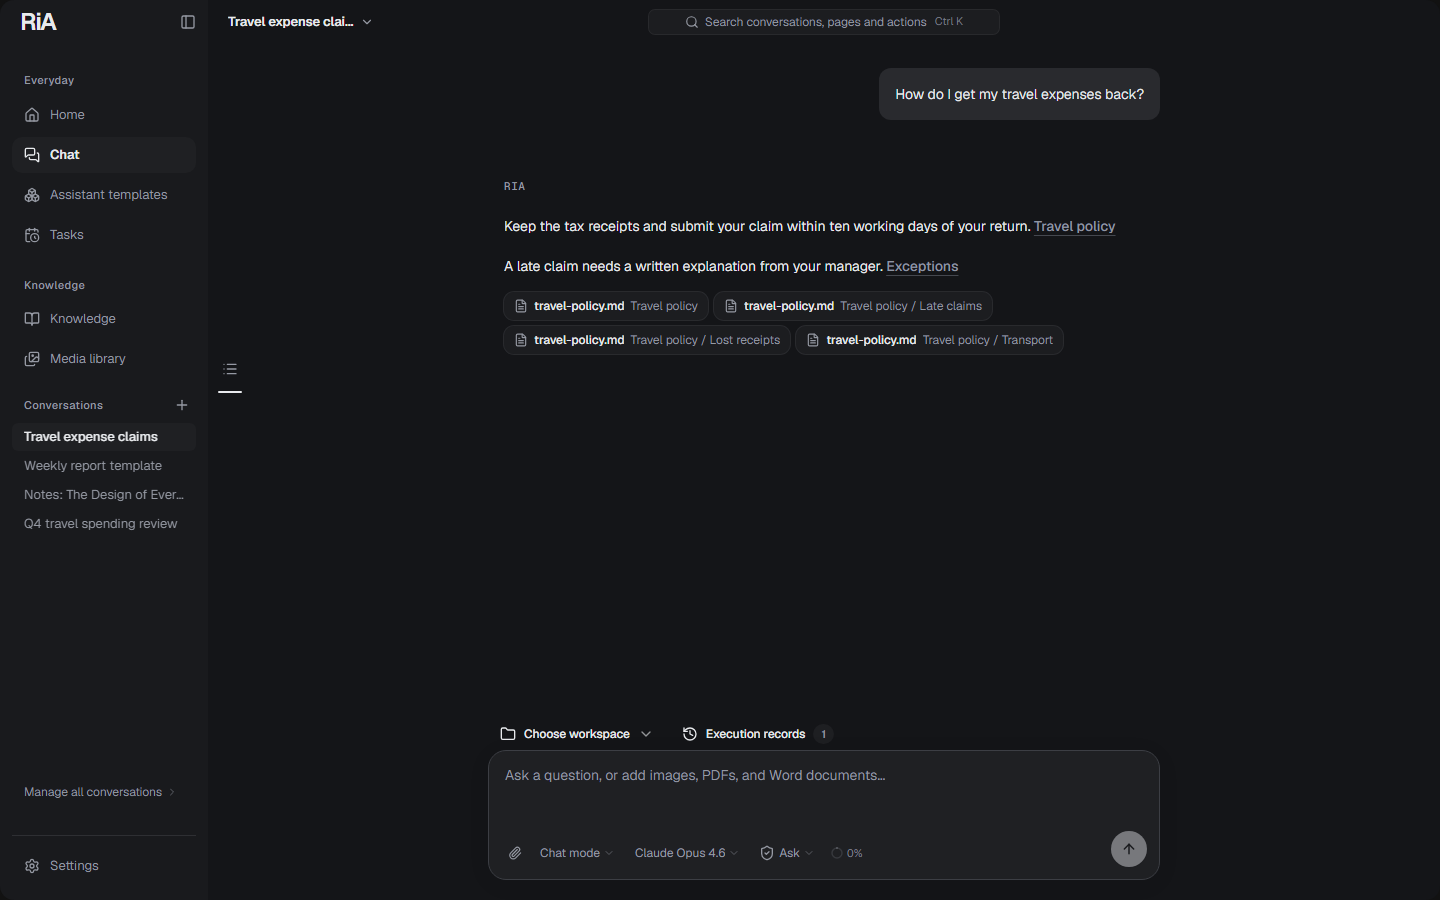 RiA
Travel expense clai...
Search conversations, pages and actions Ctrl K
Everyday
Home
Chat
Assistant templates
Tasks
Knowledge
Knowledge
Media library
Conversations
Travel expense claims
Weekly report template
Notes: The Design of Ever...
Q4 travel spending review
Manage all conversations
Settings
How do I get my travel expenses back?
RIA
Keep the tax receipts and submit your claim within ten working days of your return. Travel policy
A late claim needs a written explanation from your manager. Exceptions
travel-policy.md Travel policy
travel-policy.md Travel policy / Late claims
travel-policy.md Travel policy / Lost receipts
travel-policy.md Travel policy / Transport
Choose workspace
Execution records 1
Ask a question, or add images, PDFs, and Word documents...
Chat mode
Claude Opus 4.6
Ask
0%